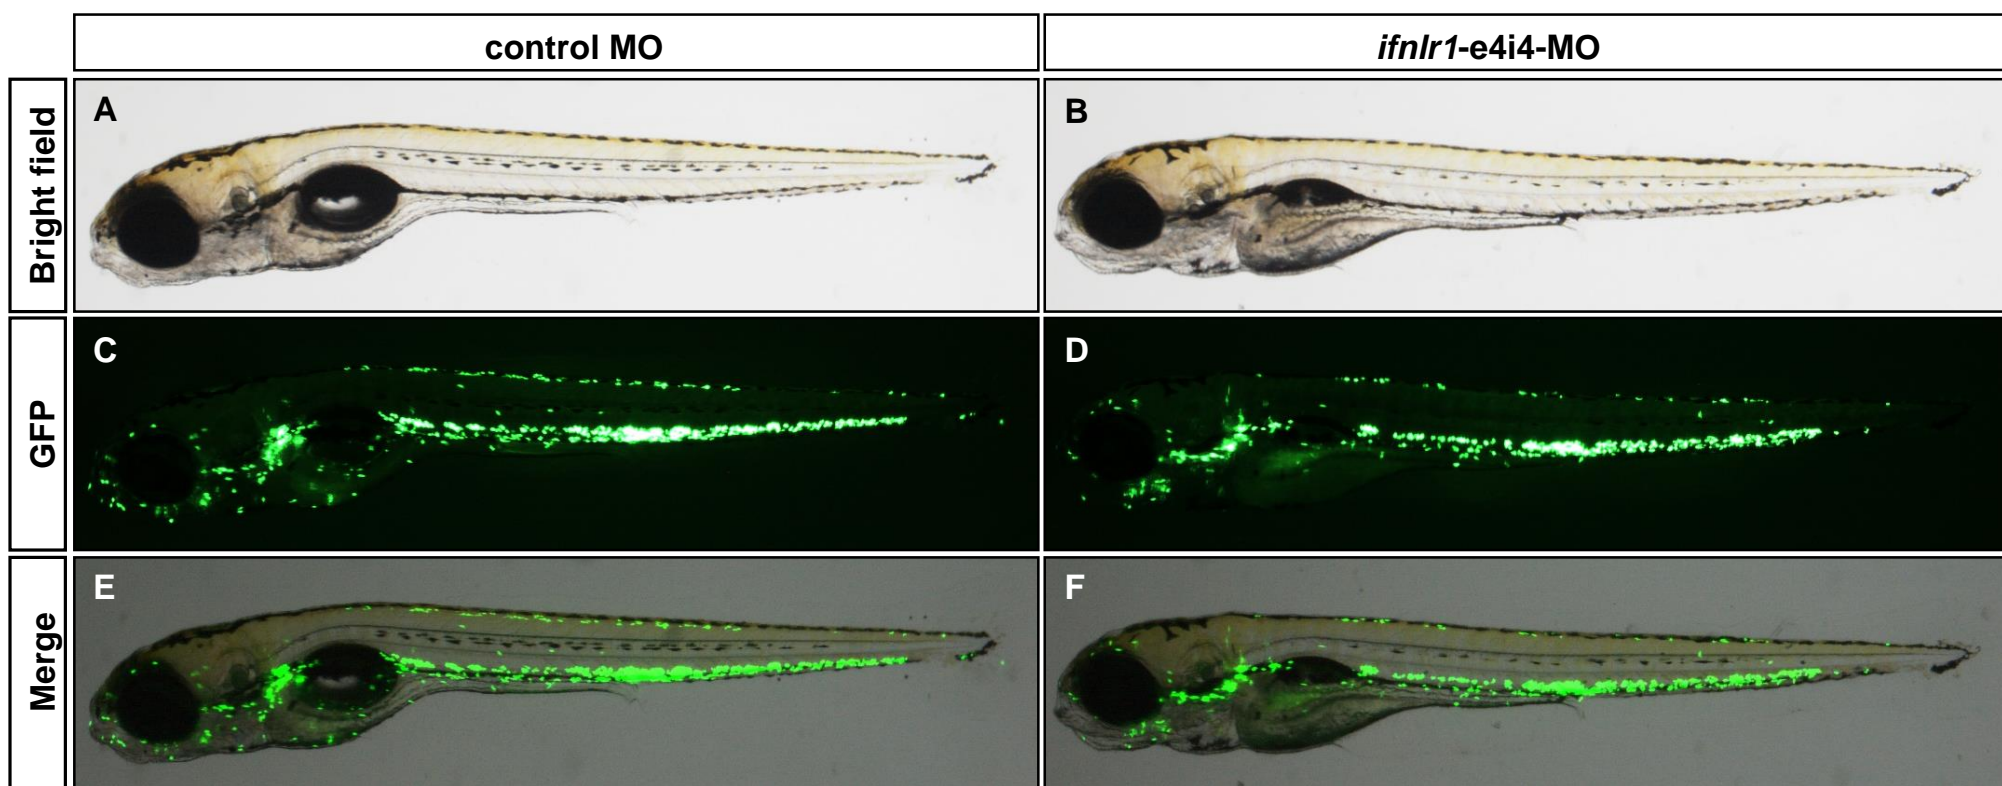 control MO
ifnlr1-e4i4-MO
Bright field
A
B
GFP
C
D
Merge
E
F